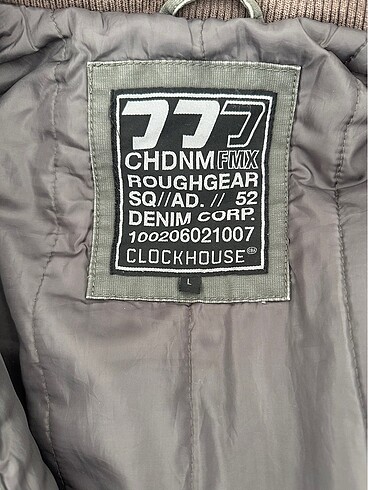 CHDNM FMX
ROUGHGEAR
SQ//AD. // 52
DENIM CORP.
100206021007
CLOCKHOUSE
L